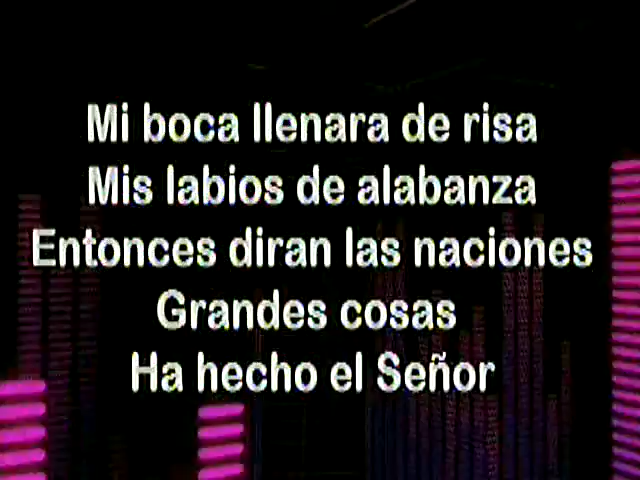 Mi boca llenara de risa
Mis labios de alabanza
Entonces diran las naciones
Grandes cosas
Ha hecho el Señor